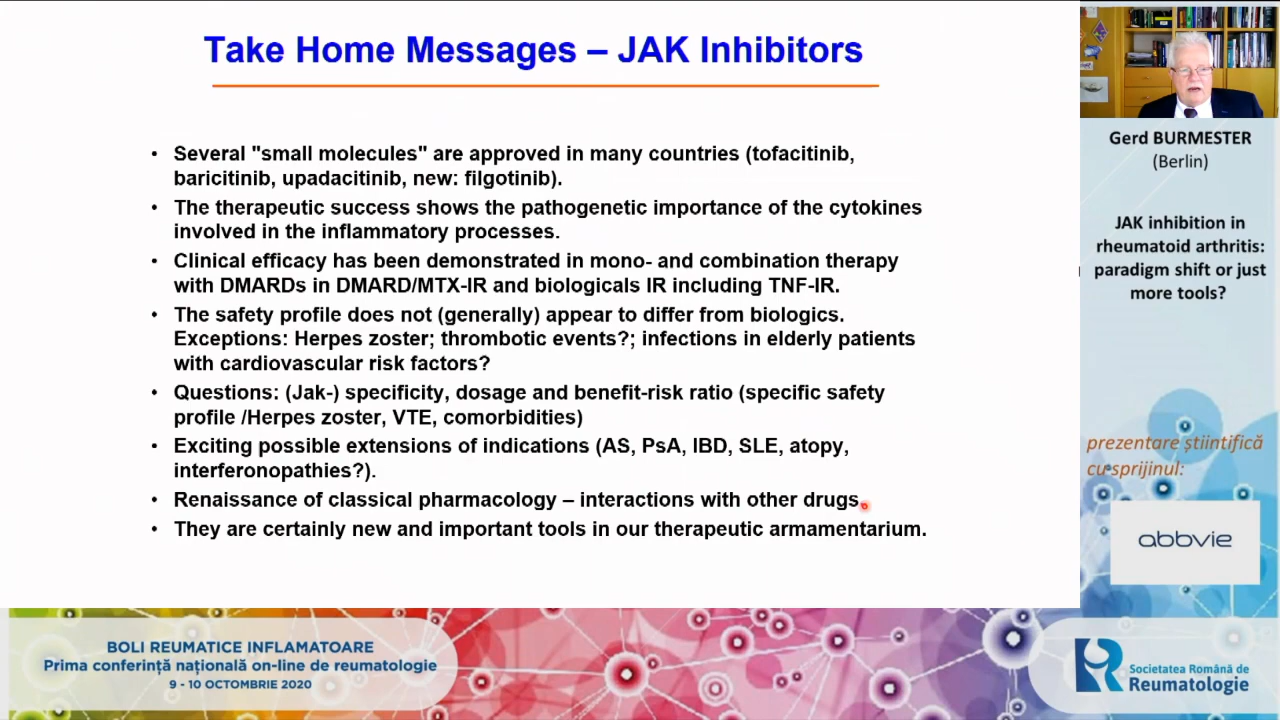 Take Home Messages – JAK Inhibitors
• Several "small molecules" are approved in many countries (tofacitinib,
baricitinib, upadacitinib, new: filgotinib).
• The therapeutic success shows the pathogenetic importance of the cytokines
involved in the inflammatory processes.
• Clinical efficacy has been demonstrated in mono- and combination therapy
with DMARDs in DMARD/MTX-IR and biologicals IR including TNF-IR.
• The safety profile does not (generally) appear to differ from biologics.
Exceptions: Herpes zoster; thrombotic events?; infections in elderly patients
with cardiovascular risk factors?
• Questions: (Jak-) specificity, dosage and benefit-risk ratio (specific safety
profile /Herpes zoster, VTE, comorbidities)
• Exciting possible extensions of indications (AS, PsA, IBD, SLE, atopy,
interferonopathies?).
• Renaissance of classical pharmacology – interactions with other drugs.
• They are certainly new and important tools in our therapeutic armamentarium.
Gerd BURMESTER
(Berlin)
JAK inhibition in
rheumatoid arthritis:
paradigm shift or just
more tools?
prezentare științifică
cu sprijinul:
abbvie
BOLI REUMATICE INFLAMATOARE
Prima conferință națională on-line de reumatologie
9 - 10 OCTOMBRIE 2020
Societatea Română de
Reumatologie